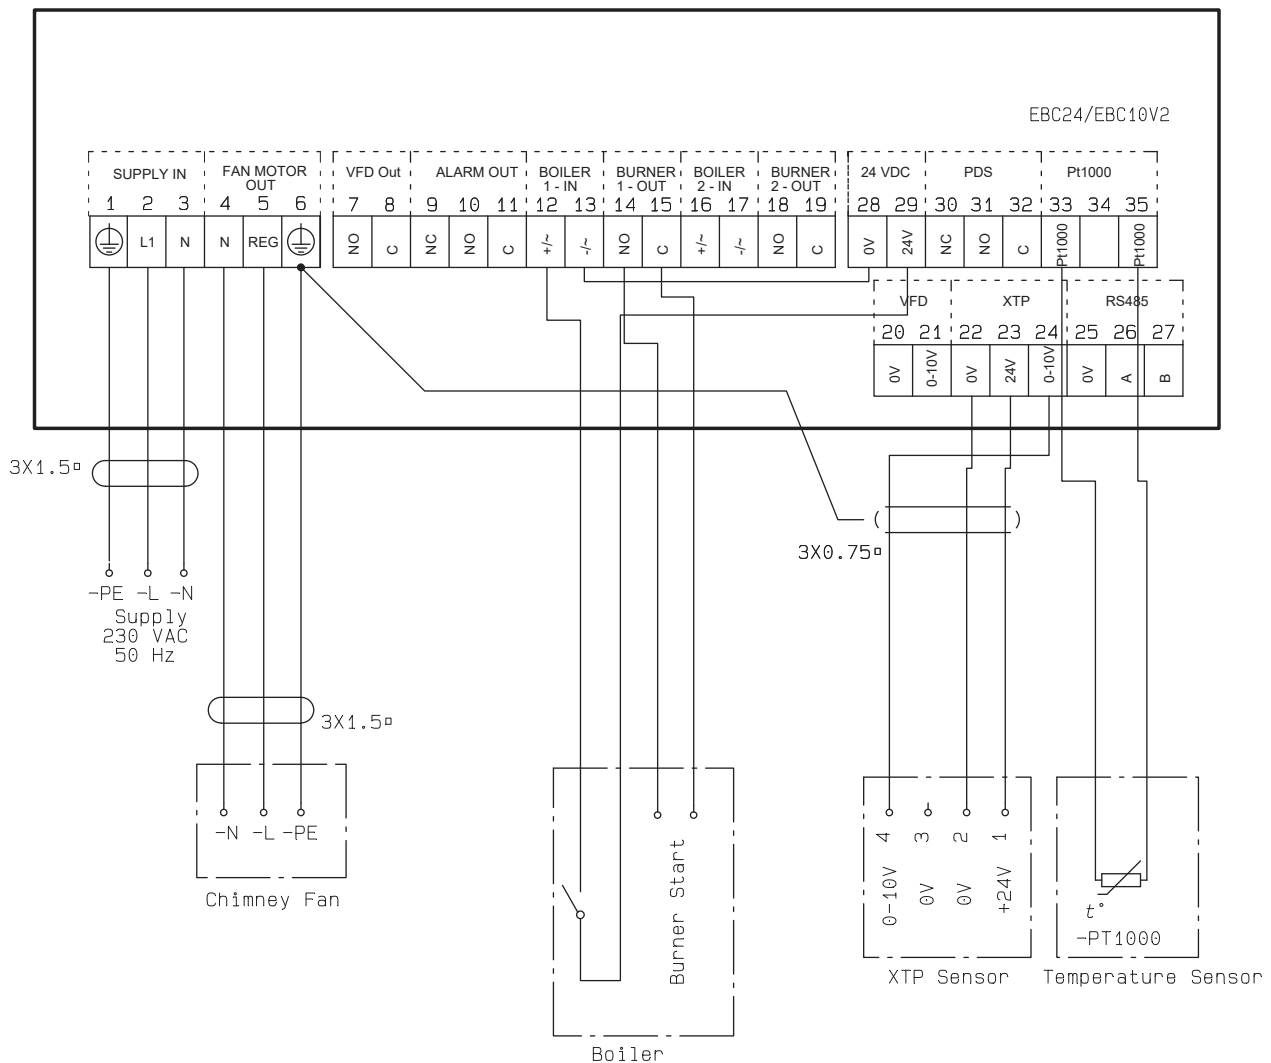 EBC24/EBC10V2
SUPPLY IN
FAN MOTOR
OUT
VFD Out
ALARM OUT
BOILER
1 - IN
BURNER
1 - OUT
BOILER
2 - IN
BURNER
2 - OUT
24 VDC
PDS
Pt1000
1 2 3 4 5 6 7 8 9 10 11 12 13 14 15 16 17 18 19 28 29 30 31 32 33 34 35
L1 N N REG NO C NC NO C +/~ -/~ NO C +/~ -/~ NO C 0V 24V NC NO C Pt1000 Pt1000
VFD
XTP
RS485
20 21 22 23 24 25 26 27
0V 0-10V 0V 24V 0-10V 0V A B
3X1.5
3X0.75
-PE -L -N
Supply
230 VAC
50 Hz
3X1.5
-N -L -PE
Chimney Fan
Burner Start
Boiler
4 3 2 1
0-10V 0V 0V +24V
XTP Sensor
t°
-PT1000
Temperature Sensor